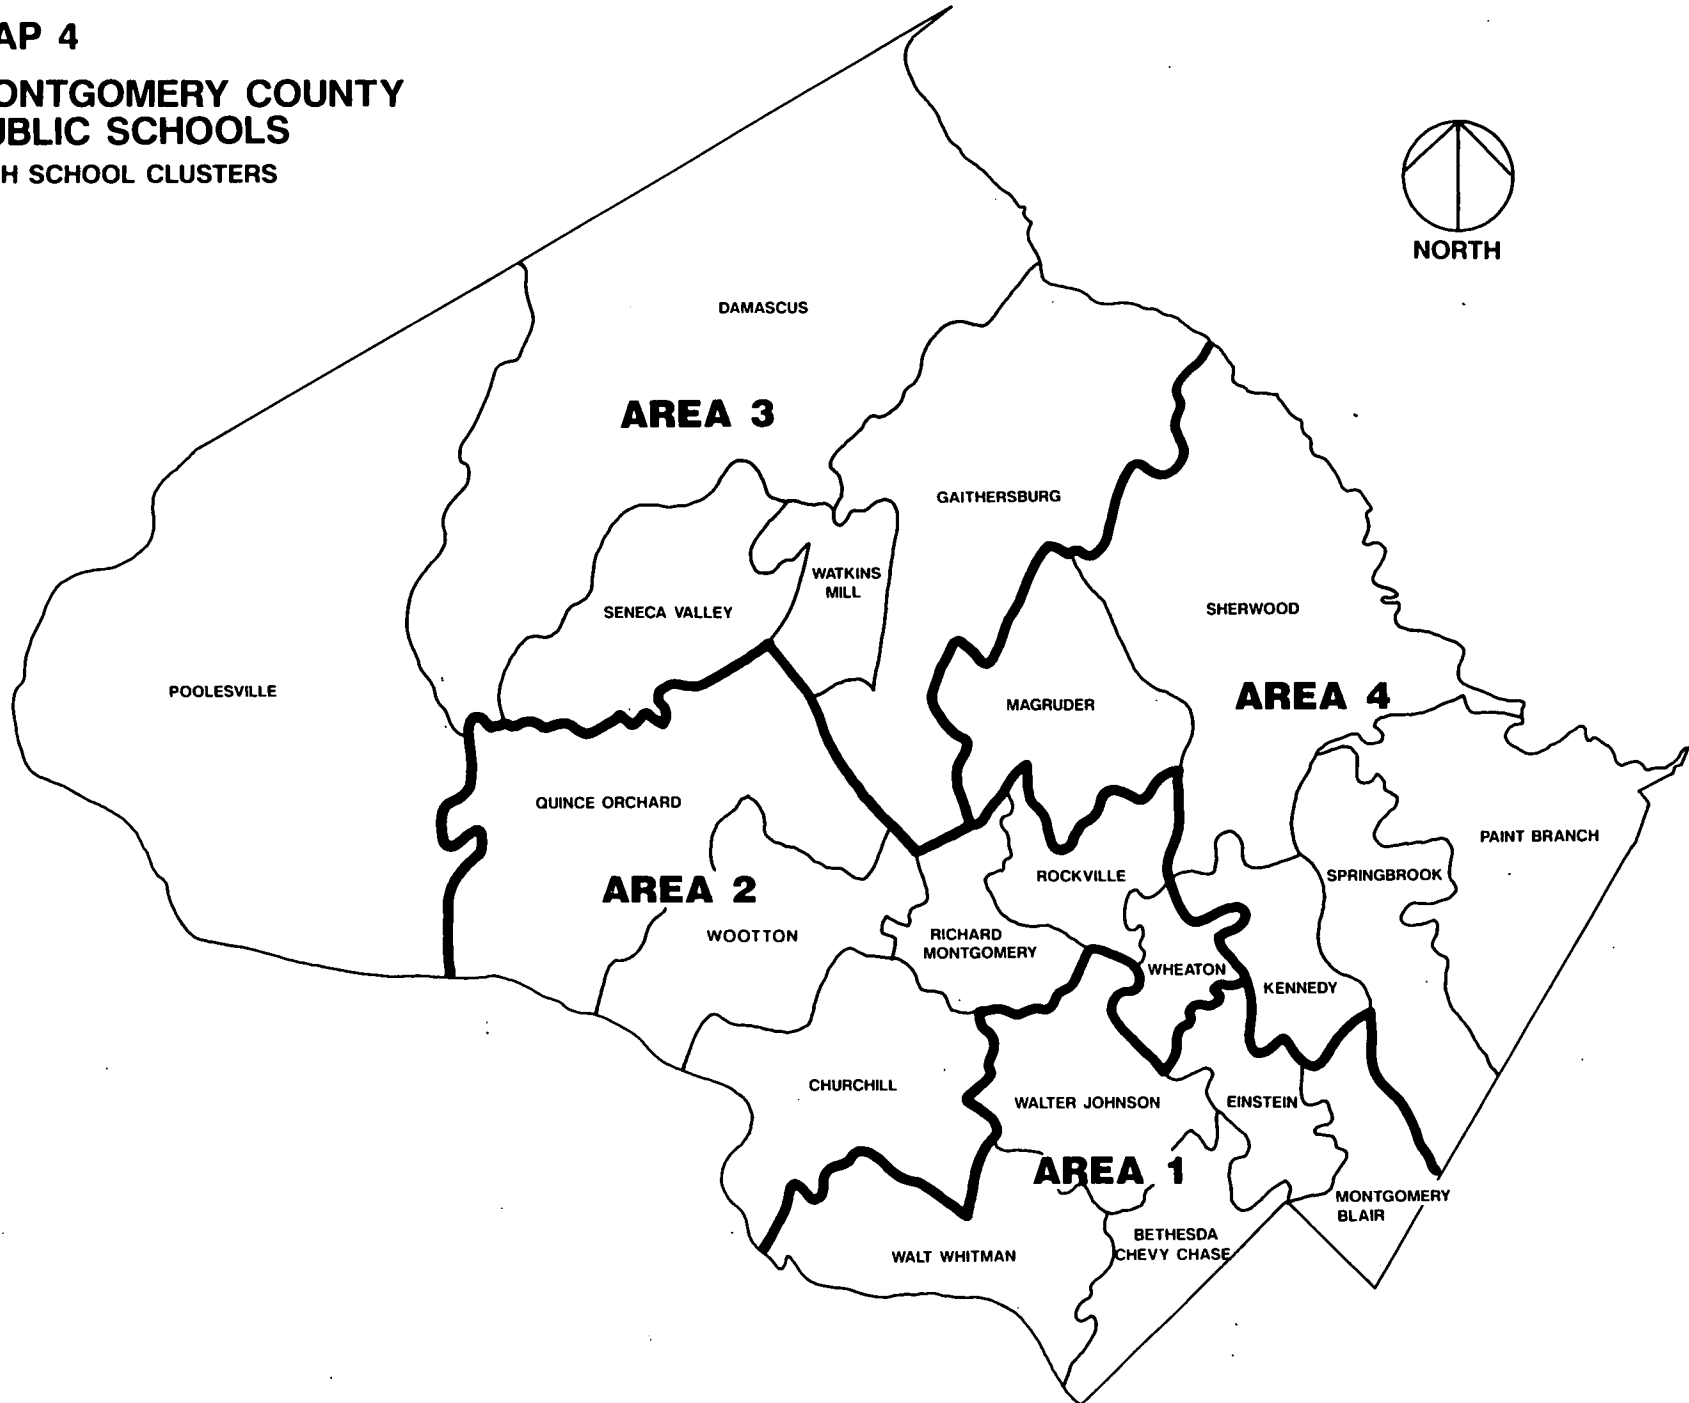 AP 4
ONTGOMERY COUNTY
UBLIC SCHOOLS
H SCHOOL CLUSTERS
NORTH
DAMASCUS
AREA 3
GAITHERSBURG
WATKINS
MILL
SENECA VALLEY
SHERWOOD
POOLESVILLE
MAGRUDER
AREA 4
QUINCE ORCHARD
PAINT BRANCH
ROCKVILLE
SPRINGBROOK
AREA 2
WOOTTON
RICHARD
MONTGOMERY
WHEATON
KENNEDY
CHURCHILL
WALTER JOHNSON
EINSTEIN
AREA 1
MONTGOMERY
BLAIR
BETHESDA
CHEVY CHASE
WALT WHITMAN